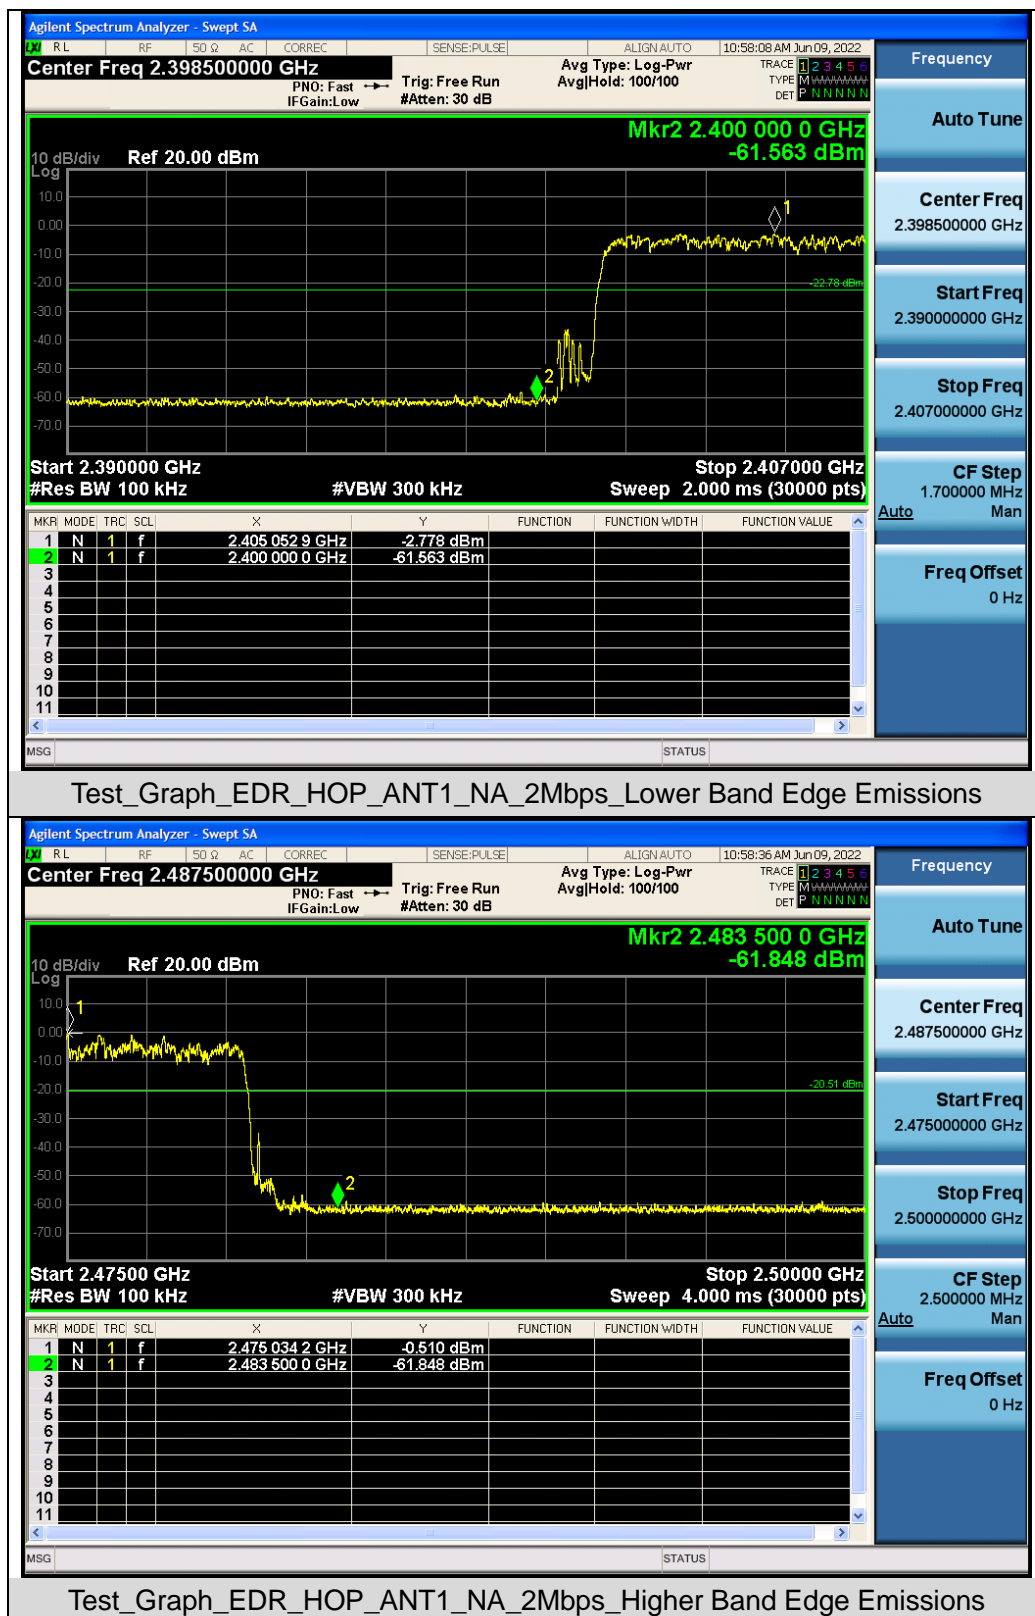 Agilent Spectrum Analyzer - Swept SA
LXI RL RF 50 Ω AC CORREC SENSE:PULSE ALIGN AUTO 10:58:08 AM Jun 09, 2022
Center Freq 2.398500000 GHz
Avg Type: Log-Pwr
TRACE 1 2 3 4 5 6
PNO: Fast
Trig: Free Run
Avg|Hold: 100/100
TYPE M
IFGain:Low
#Atten: 30 dB
DET P N N N N N
Mkr2 2.400 000 0 GHz
-61.563 dBm
10 dB/div Ref 20.00 dBm
Log
10.0
0.00
-10.0
-20.0
-30.0
-40.0
-50.0
-60.0
-70.0
1
-22.78 dBm
2
Start 2.390000 GHz
Stop 2.407000 GHz
#Res BW 100 kHz
#VBW 300 kHz
Sweep 2.000 ms (30000 pts)
MKR MODE TRC SCL X Y FUNCTION FUNCTION WIDTH FUNCTION VALUE
1 N 1 f 2.405 052 9 GHz -2.778 dBm
2 N 1 f 2.400 000 0 GHz -61.563 dBm
3
4
5
6
7
8
9
10
11
MSG
STATUS
Frequency
Auto Tune
Center Freq
2.398500000 GHz
Start Freq
2.390000000 GHz
Stop Freq
2.407000000 GHz
CF Step
1.700000 MHz
Auto Man
Freq Offset
0 Hz
Test_Graph_EDR_HOP_ANT1_NA_2Mbps_Lower Band Edge Emissions
Agilent Spectrum Analyzer - Swept SA
LXI RL RF 50 Ω AC CORREC SENSE:PULSE ALIGN AUTO 10:58:36 AM Jun 09, 2022
Center Freq 2.487500000 GHz
Avg Type: Log-Pwr
TRACE 1 2 3 4 5 6
PNO: Fast
Trig: Free Run
Avg|Hold: 100/100
TYPE M
IFGain:Low
#Atten: 30 dB
DET P N N N N N
Mkr2 2.483 500 0 GHz
-61.848 dBm
10 dB/div Ref 20.00 dBm
Log
10.0
0.00
-10.0
-20.0
-30.0
-40.0
-50.0
-60.0
-70.0
1
-20.51 dBm
2
Start 2.47500 GHz
Stop 2.50000 GHz
#Res BW 100 kHz
#VBW 300 kHz
Sweep 4.000 ms (30000 pts)
MKR MODE TRC SCL X Y FUNCTION FUNCTION WIDTH FUNCTION VALUE
1 N 1 f 2.475 034 2 GHz -0.510 dBm
2 N 1 f 2.483 500 0 GHz -61.848 dBm
3
4
5
6
7
8
9
10
11
MSG
STATUS
Frequency
Auto Tune
Center Freq
2.487500000 GHz
Start Freq
2.475000000 GHz
Stop Freq
2.500000000 GHz
CF Step
2.500000 MHz
Auto Man
Freq Offset
0 Hz
Test_Graph_EDR_HOP_ANT1_NA_2Mbps_Higher Band Edge Emissions